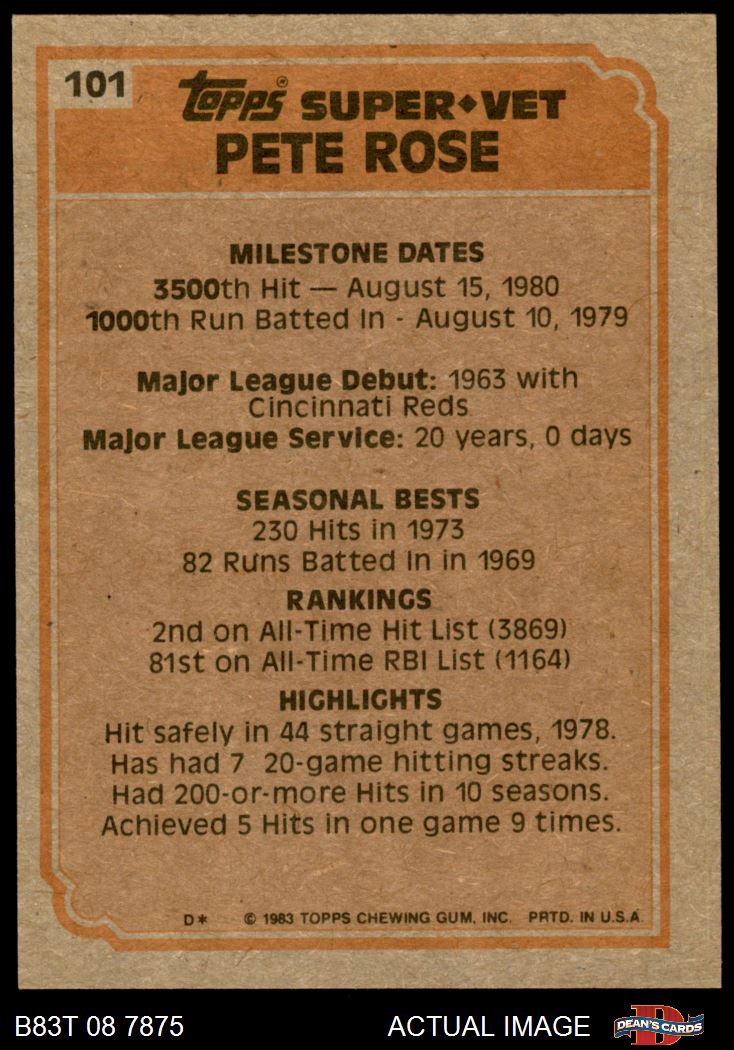 101
Topps® SUPER◆VET
PETE ROSE
MILESTONE DATES
3500th Hit — August 15, 1980
1000th Run Batted In - August 10, 1979
Major League Debut: 1963 with
Cincinnati Reds
Major League Service: 20 years, 0 days
SEASONAL BESTS
230 Hits in 1973
82 Runs Batted In in 1969
RANKINGS
2nd on All-Time Hit List (3869)
81st on All-Time RBI List (1164)
HIGHLIGHTS
Hit safely in 44 straight games, 1978.
Has had 7 20-game hitting streaks.
Had 200-or-more Hits in 10 seasons.
Achieved 5 Hits in one game 9 times.
D* © 1983 TOPPS CHEWING GUM, INC. PRTD. IN U.S.A.
B83T 08 7875 ACTUAL IMAGE D DEAN'S CARDS